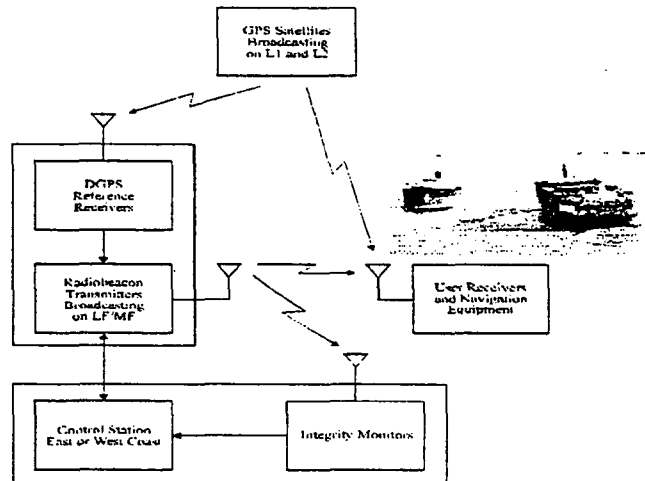 GPS Satellites
Broadcasting
on L1 and L2
DGPS
Reference
Receivers
Radiobeacon
Transmitters
Broadcasting
on LF/MF
User Receivers
and Navigation
Equipment
Control Station
East or West Coast
Integrity Monitors